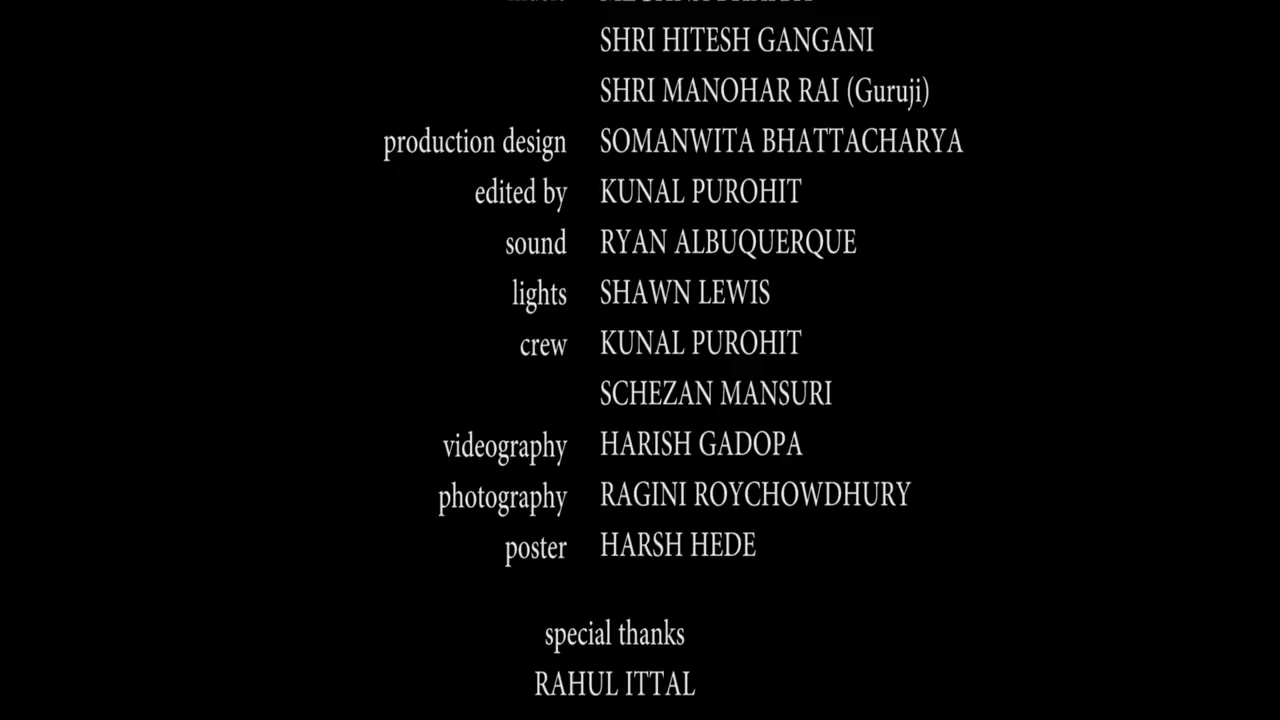 SHRI HITESH GANGANI
SHRI MANOHAR RAI (Guruji)
production design SOMANWITA BHATTACHARYA
edited by KUNAL PUROHIT
sound RYAN ALBUQUERQUE
lights SHAWN LEWIS
crew KUNAL PUROHIT
SCHEZAN MANSURI
videography HARISH GADOPA
photography RAGINI ROYCHOWDHURY
poster HARSH HEDE
special thanks
RAHUL ITTAL